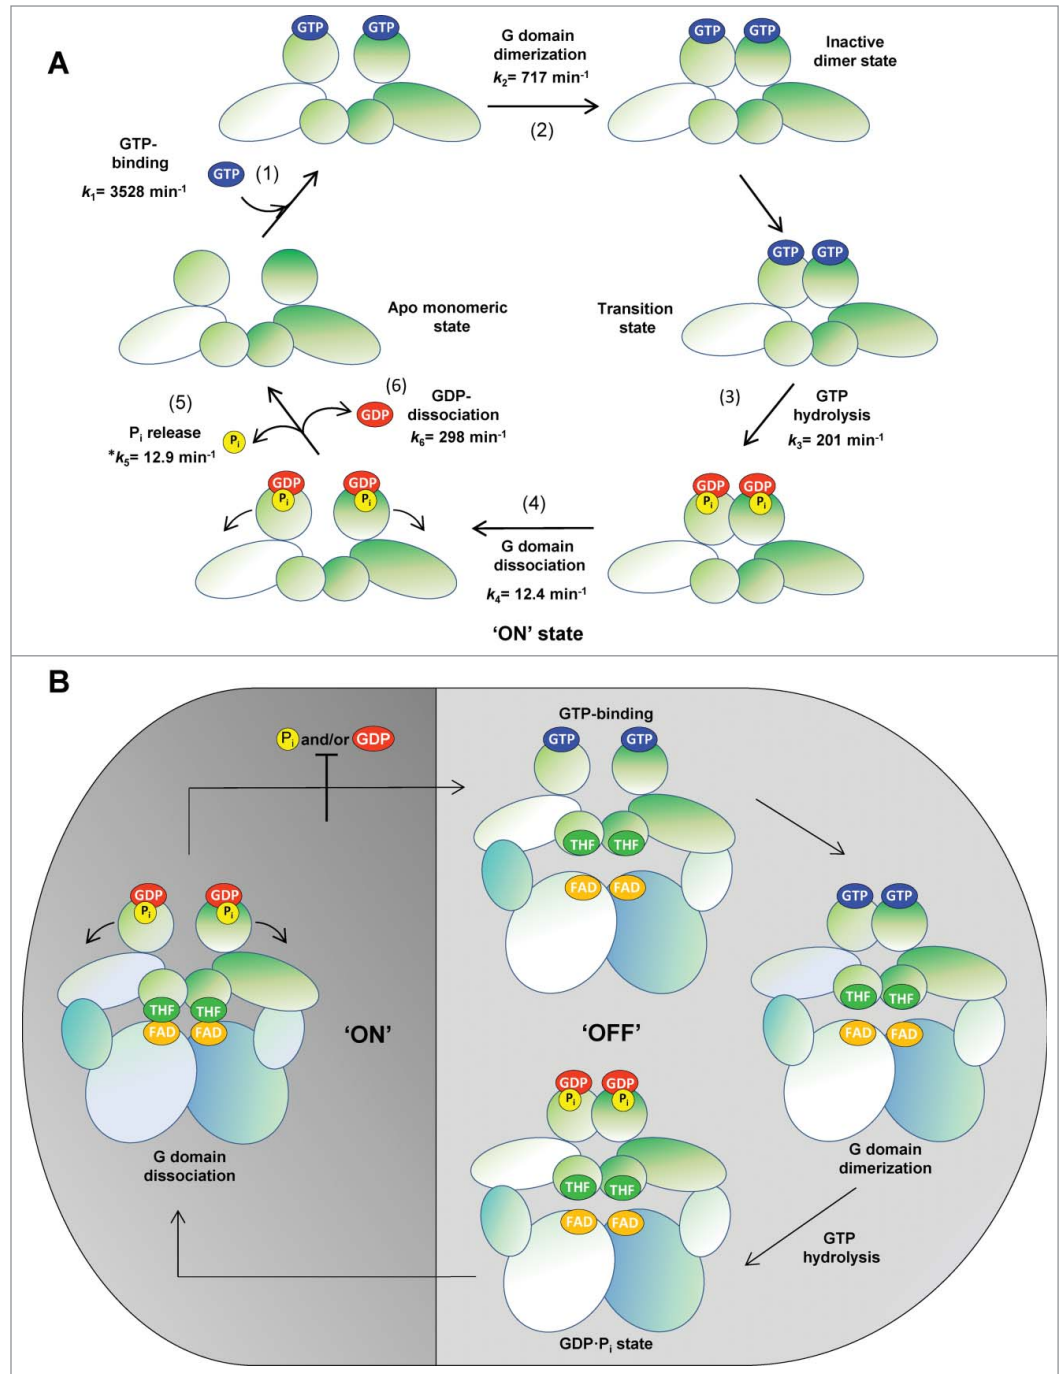 A
GTP
GTP
G domain
dimerization
k₂= 717 min⁻¹
(2)
GTP
GTP
Inactive
dimer state
GTP-
binding
k₁= 3528 min⁻¹
GTP
(1)
Apo monomeric
state
Transition
state
GTP
GTP
(3)
GTP
hydrolysis
k₃= 201 min⁻¹
(5)
Pᵢ release
*k₅= 12.9 min⁻¹
Pᵢ
(6)
GDP
GDP-
dissociation
k₆= 298 min⁻¹
GDP
Pᵢ
GDP
Pᵢ
(4)
G domain
dissociation
k₄= 12.4 min⁻¹
GDP
Pᵢ
GDP
Pᵢ
‘ON’ state
B
Pᵢ and/or GDP
GTP-binding
GTP
GTP
THF
THF
FAD
FAD
GDP
Pᵢ
GDP
Pᵢ
THF
THF
FAD
FAD
G domain
dissociation
‘ON’
‘OFF’
GTP
GTP
THF
THF
FAD
FAD
G domain
dimerization
GTP
hydrolysis
GDP
Pᵢ
GDP
Pᵢ
THF
THF
FAD
FAD
GDP·Pᵢ state